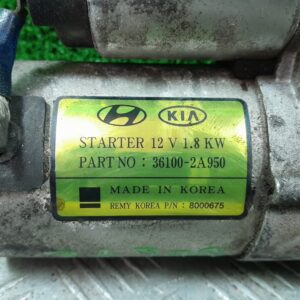 KIA
STARTER 12 V 1.8 KW
PART NO : 36100-2A950
MADE IN KOREA
REMY KOREA P/N : 8000675